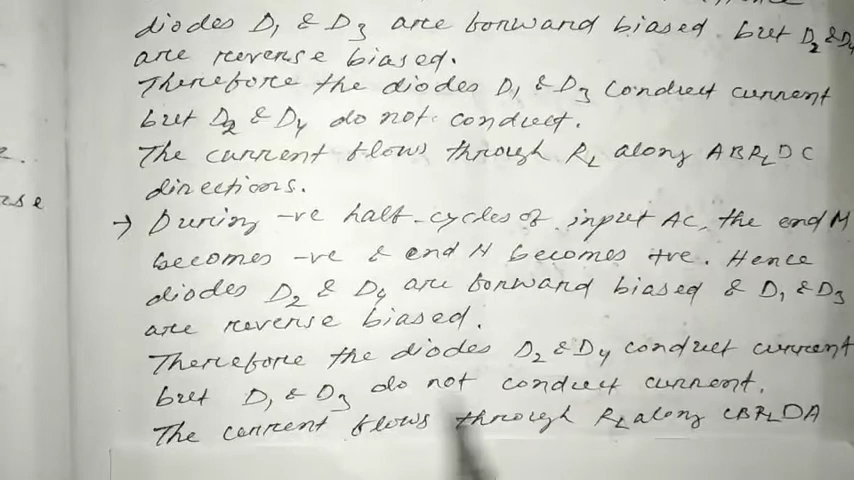 diodes D1 & D3 are forward biased but D2 & D4
are reverse biased.
Therefore the diodes D1 & D3 conduct current
but D2 & D4 do not conduct.
The current flows through RL along ABRLDC
directions.
→ During -ve half-cycles of input AC, the end M
becomes -ve & end N becomes +ve. Hence
diodes D2 & D4 are forward biased & D1 & D3
are reverse biased.
Therefore the diodes D2 & D4 conduct current
but D1 & D3 do not conduct current.
The current flows through RL along CBRLDA